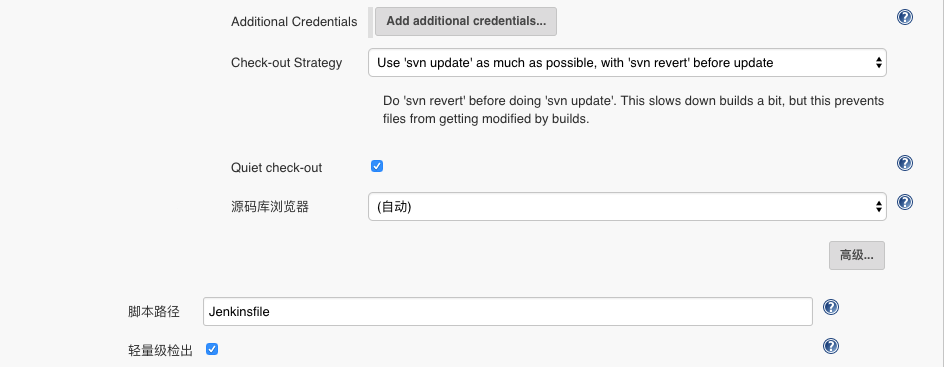 Additional Credentials
Add additional credentials...
Check-out Strategy
Use 'svn update' as much as possible, with 'svn revert' before update
Do 'svn revert' before doing 'svn update'. This slows down builds a bit, but this prevents
files from getting modified by builds.
Quiet check-out
源码库浏览器
(自动)
高级...
脚本路径
Jenkinsfile
轻量级检出